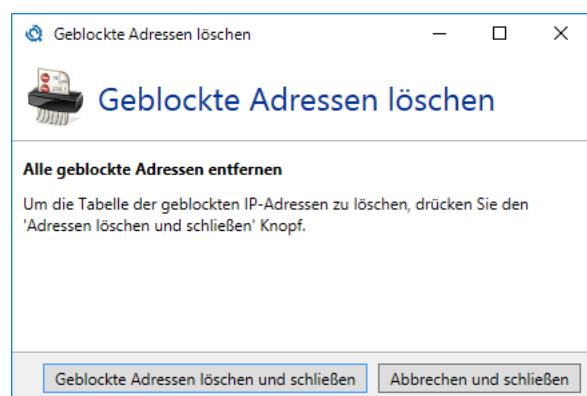 Geblockte Adressen löschen
Geblockte Adressen löschen
Alle geblockte Adressen entfernen
Um die Tabelle der geblockten IP-Adressen zu löschen, drücken Sie den
'Adressen löschen und schließen' Knopf.
Geblockte Adressen löschen und schließen Abbrechen und schließen